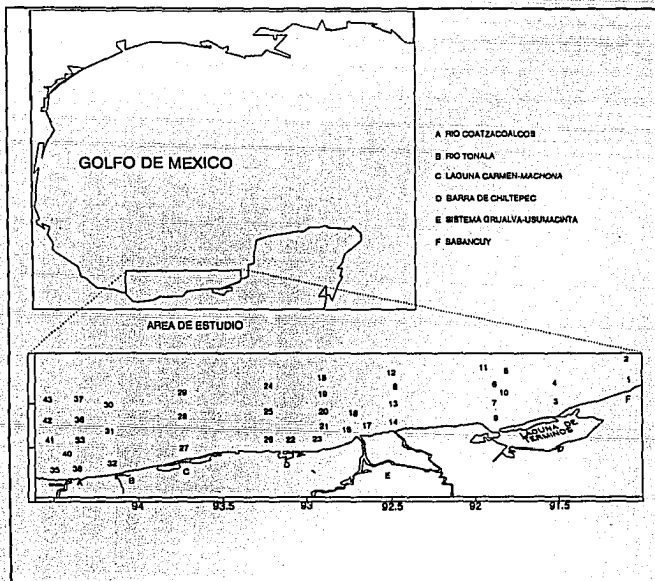 GOLFO DE MEXICO
A RIO COATZACOALCOS
B RIO TONALA
C LAGUNA CARMEN-MACHONA
D BARRA DE CHILTEPEC
E SISTEMA GRIJALVA-USUMACINTA
F SABANCUY
AREA DE ESTUDIO
2
12 11 5 4
18 24 8 6 1
43 37 29 19 10 3 F
30 13 7
42 36 28 25 20 16 9
41 53 31 21 15 17 14 LAGUNA DE TERMINOS
40 27 26 22 23
35 38 32 C D E
A B
94 93.5 93 92.5 92 91.5